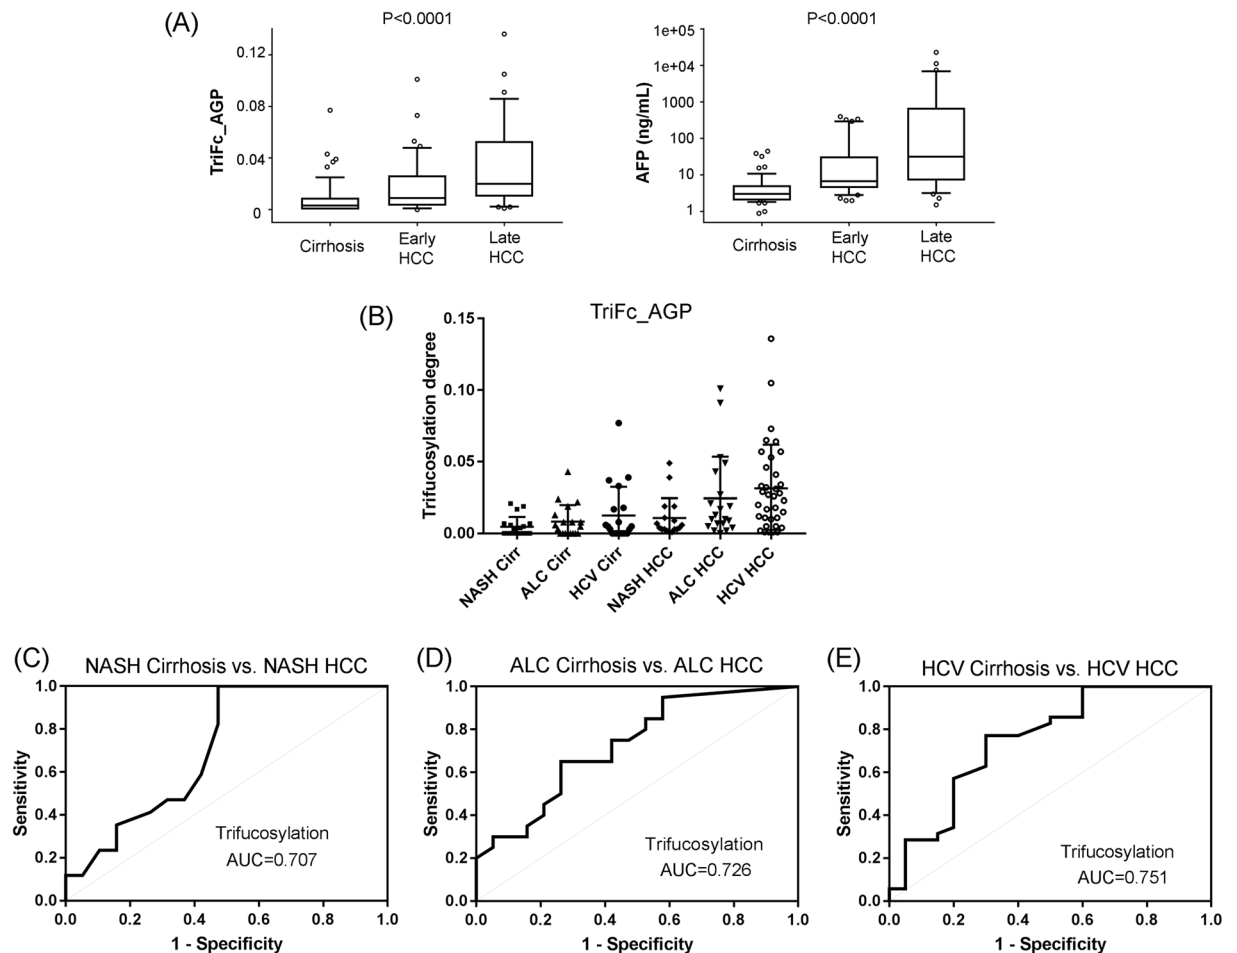 (A)
P<0.0001
TriFc_AGP
0.12
0.08
0.04
0
Cirrhosis
Early
HCC
Late
HCC
P<0.0001
AFP (ng/mL)
1e+05
1e+04
1000
100
10
1
Cirrhosis
Early
HCC
Late
HCC
(B)
TriFc_AGP
Trifucosylation degree
0.15
0.10
0.05
0.00
NASH Cirr
ALC Cirr
HCV Cirr
NASH HCC
ALC HCC
HCV HCC
(C)
NASH Cirrhosis vs. NASH HCC
Sensitivity
1.0
0.8
0.6
0.4
0.2
0.0
Trifucosylation
AUC=0.707
0.0 0.2 0.4 0.6 0.8 1.0
1 - Specificity
(D)
ALC Cirrhosis vs. ALC HCC
Sensitivity
1.0
0.8
0.6
0.4
0.2
0.0
Trifucosylation
AUC=0.726
0.0 0.2 0.4 0.6 0.8 1.0
1 - Specificity
(E)
HCV Cirrhosis vs. HCV HCC
Sensitivity
1.0
0.8
0.6
0.4
0.2
0.0
Trifucosylation
AUC=0.751
0.0 0.2 0.4 0.6 0.8 1.0
1 - Specificity